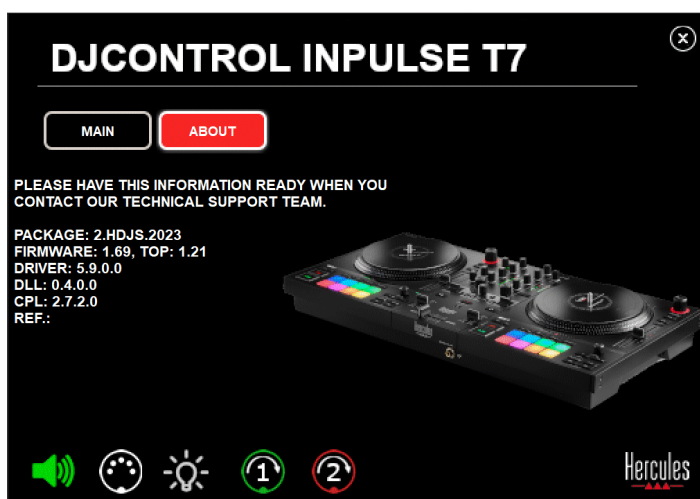 DJCONTROL INPULSE T7
MAIN
ABOUT
PLEASE HAVE THIS INFORMATION READY WHEN YOU
CONTACT OUR TECHNICAL SUPPORT TEAM.
PACKAGE: 2.HDJS.2023
FIRMWARE: 1.69, TOP: 1.21
DRIVER: 5.9.0.0
DLL: 0.4.0.0
CPL: 2.7.2.0
REF.:
1
2
Hercules